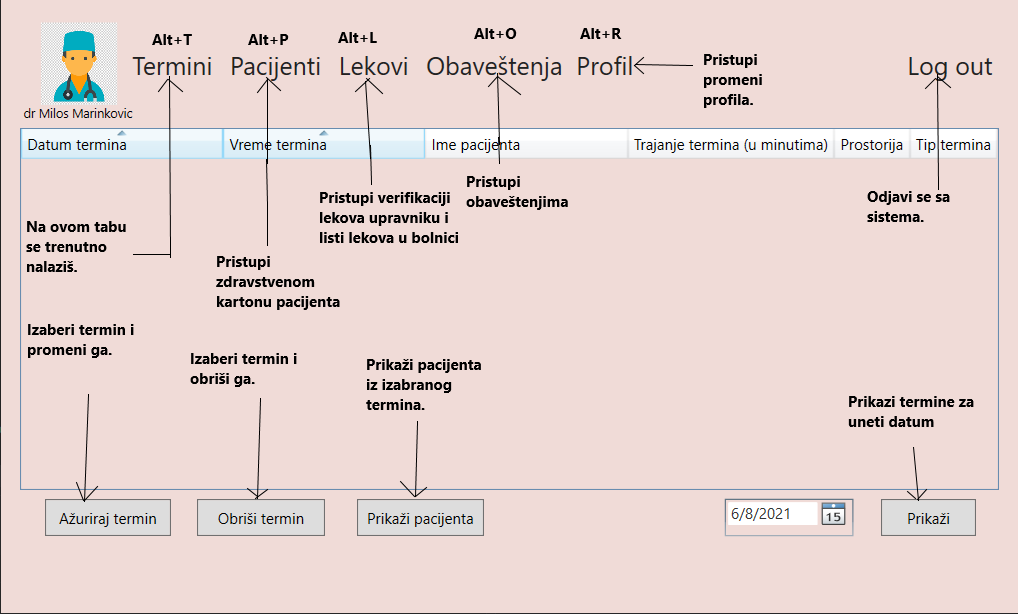 Alt+T
Alt+P
Alt+L
Alt+O
Alt+R
Termini
Pacijenti
Lekovi
Obaveštenja
Profil
Pristupi
promeni
profila.
Log out
dr Milos Marinkovic
Datum termina
Vreme termina
Ime pacijenta
Trajanje termina (u minutima)
Prostorija
Tip termina
Na ovom tabu
se trenutno
nalaziš.
Pristupi
zdravstvenom
kartonu pacijenta
Pristupi verifikaciji
lekova upravniku i
listi lekova u bolnici
Pristupi
obaveštenjima
Odjavi se sa
sistema.
Izaberi termin i
promeni ga.
Izaberi termin i
obriši ga.
Prikaži pacijenta
iz izabranog
termina.
Prikazi termine za
uneti datum
Ažuriraj termin
Obriši termin
Prikaži pacijenta
6/8/2021
15
Prikaži